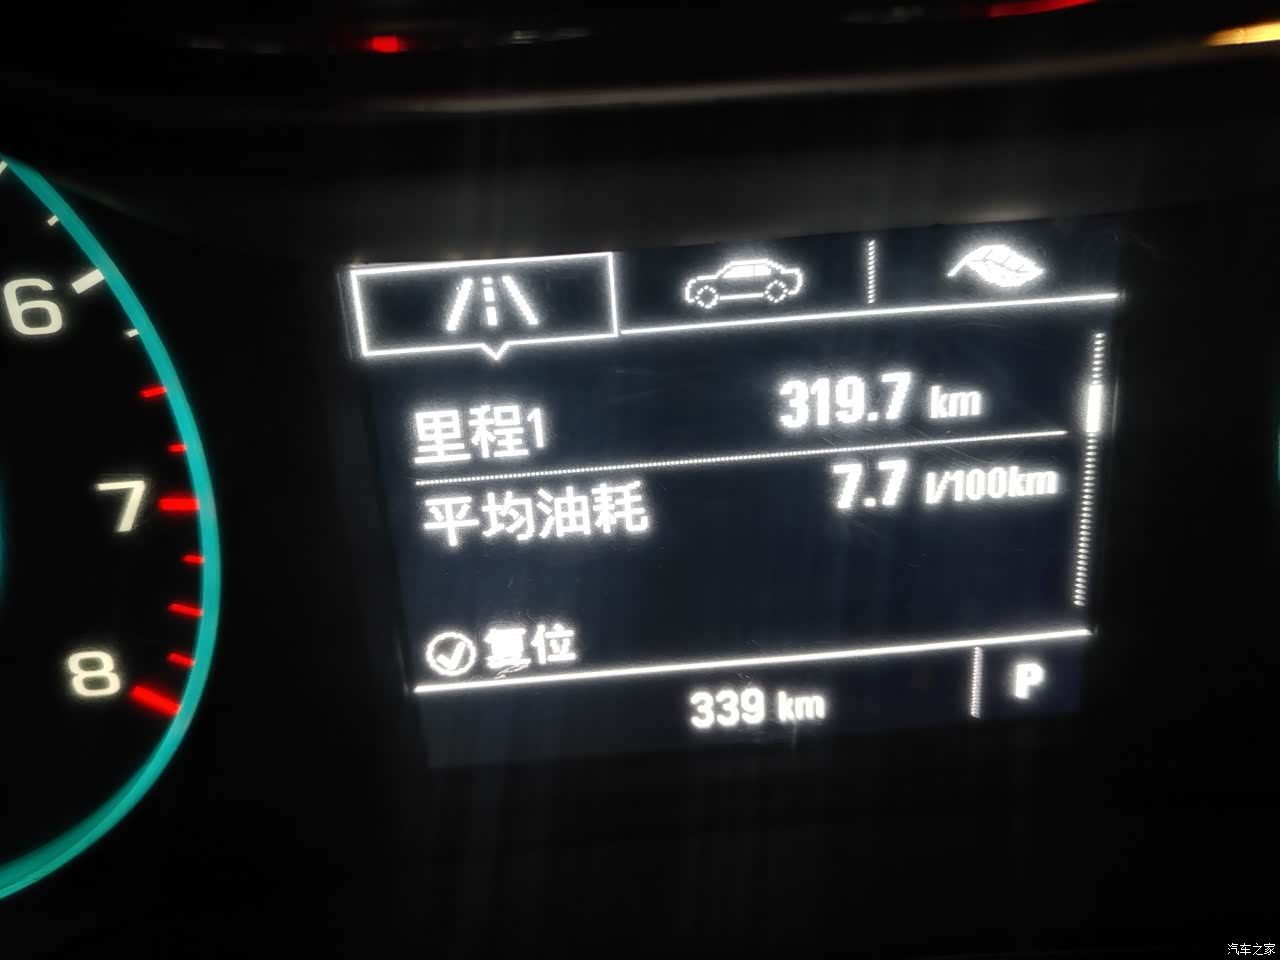 6
7
8
里程1 319.7 km
平均油耗 7.7 l/100km
复位
339 km P
汽车之家